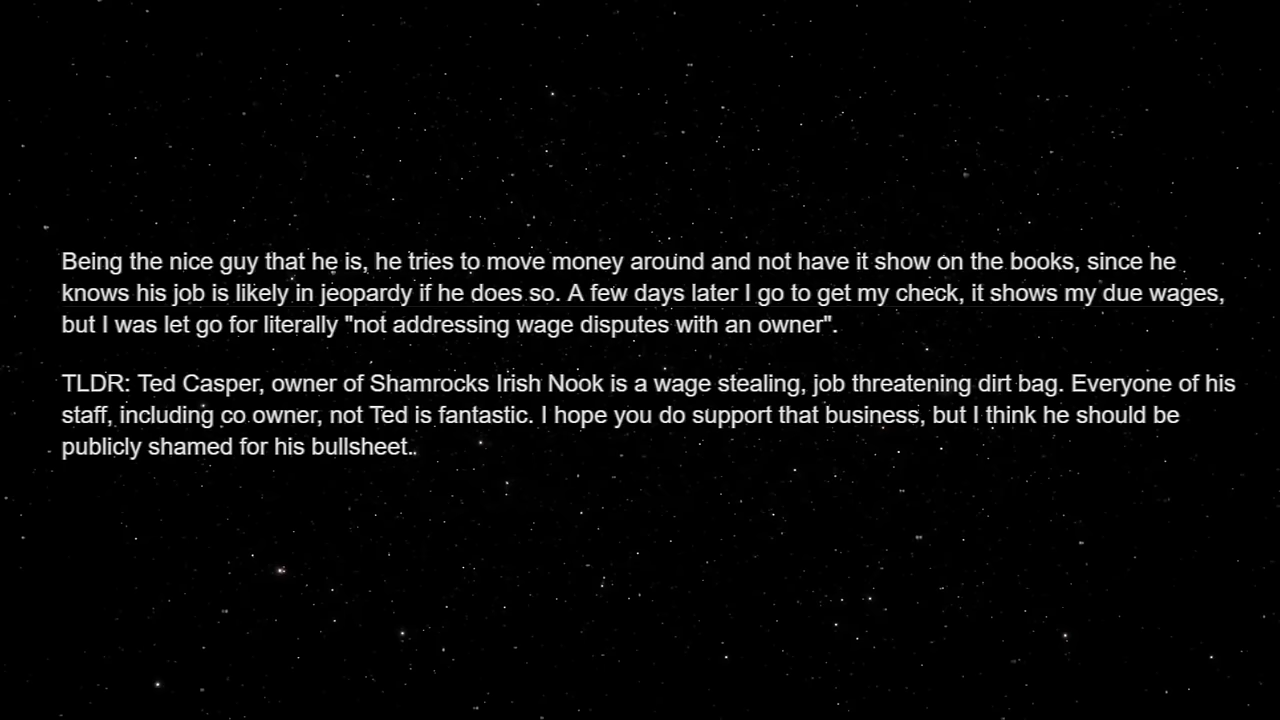 Being the nice guy that he is, he tries to move money around and not have it show on the books, since he
knows his job is likely in jeopardy if he does so. A few days later I go to get my check, it shows my due wages,
but I was let go for literally "not addressing wage disputes with an owner".
TLDR: Ted Casper, owner of Shamrocks Irish Nook is a wage stealing, job threatening dirt bag. Everyone of his
staff, including co owner, not Ted is fantastic. I hope you do support that business, but I think he should be
publicly shamed for his bullsheet..